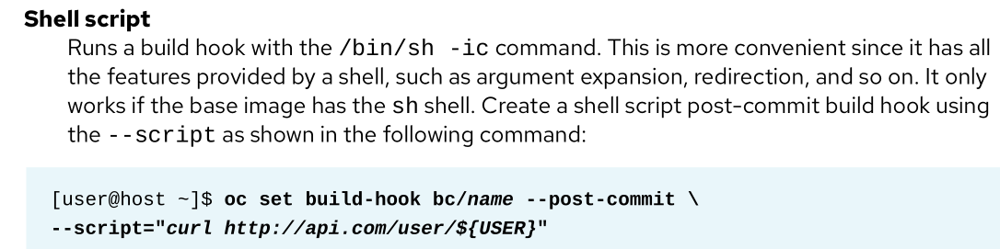 Shell script
Runs a build hook with the /bin/sh -ic command. This is more convenient since it has all
the features provided by a shell, such as argument expansion, redirection, and so on. It only
works if the base image has the sh shell. Create a shell script post-commit build hook using
the --script as shown in the following command:
[user@host ~]$ oc set build-hook bc/name --post-commit \
--script="curl http://api.com/user/${USER}"